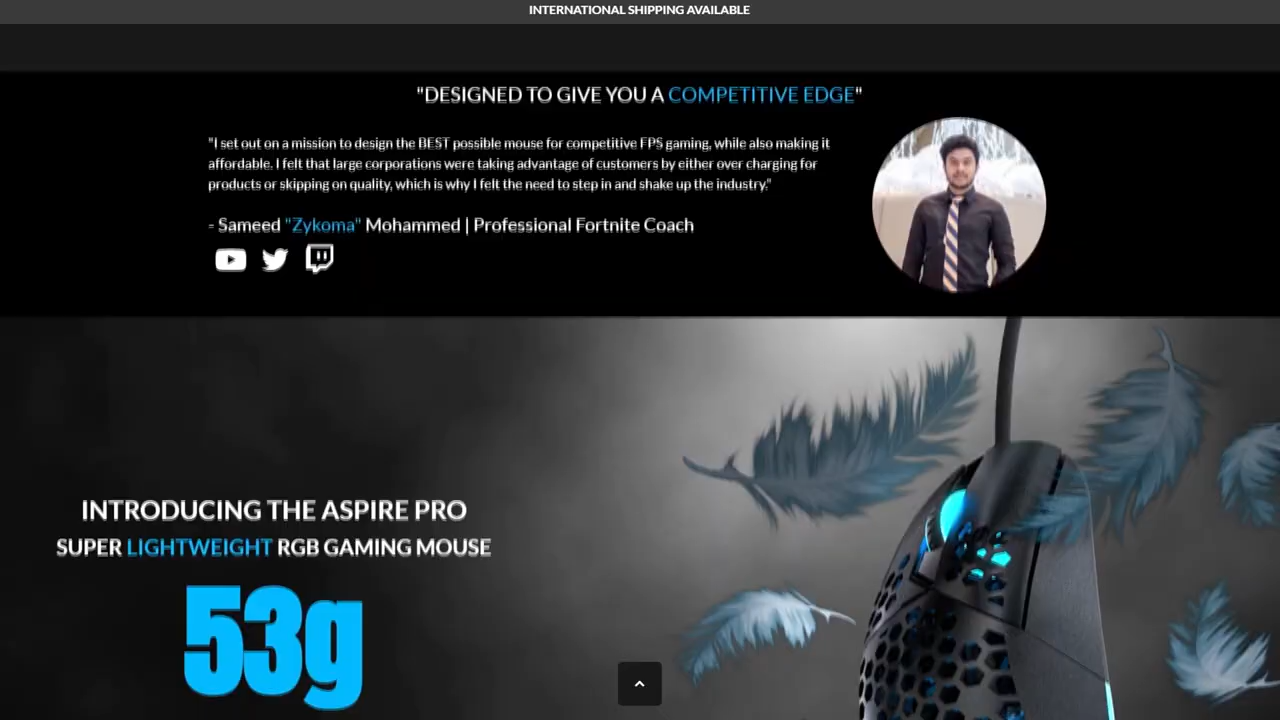 INTERNATIONAL SHIPPING AVAILABLE
"DESIGNED TO GIVE YOU A COMPETITIVE EDGE"
"I set out on a mission to design the BEST possible mouse for competitive FPS gaming, while also making it
affordable. I felt that large corporations were taking advantage of customers by either over charging for
products or skipping on quality, which is why I felt the need to step in and shake up the industry."
- Sameed "Zykoma" Mohammed | Professional Fortnite Coach
INTRODUCING THE ASPIRE PRO
SUPER LIGHTWEIGHT RGB GAMING MOUSE
53g